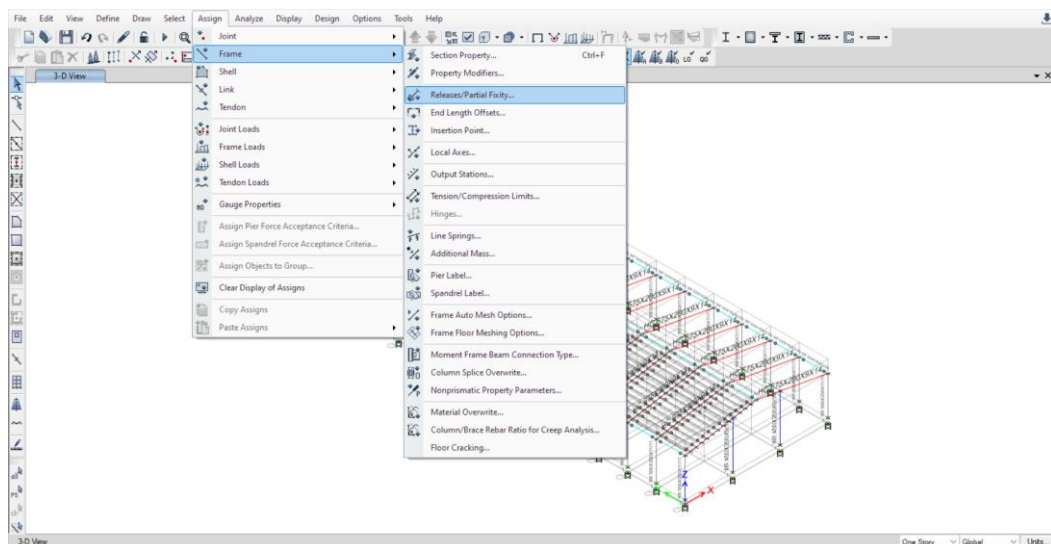 File Edit View Define Draw Select Assign Analyze Display Design Options Tools Help
3-D View
Joint
Frame
Shell
Link
Tendon
Joint Loads
Frame Loads
Shell Loads
Tendon Loads
Gauge Properties
Assign Pier Force Acceptance Criteria...
Assign Spandrel Force Acceptance Criteria...
Assign Objects to Group...
Clear Display of Assigns
Copy Assigns
Paste Assigns
Section Property... Ctrl+F
Property Modifiers...
Releases/Partial Fixity...
End Length Offsets...
Insertion Point...
Local Axes...
Output Stations...
Tension/Compression Limits...
Hinges...
Line Springs...
Additional Mass...
Pier Label...
Spandrel Label...
Frame Auto Mesh Options...
Frame Floor Meshing Options...
Moment Frame Beam Connection Type...
Column Splice Overwrite...
Nonprismatic Property Parameters...
Material Overwrite...
Column/Brace Rebar Ratio for Creep Analysis...
Floor Cracking...
Z
X
3-D View
One Story Global Units...